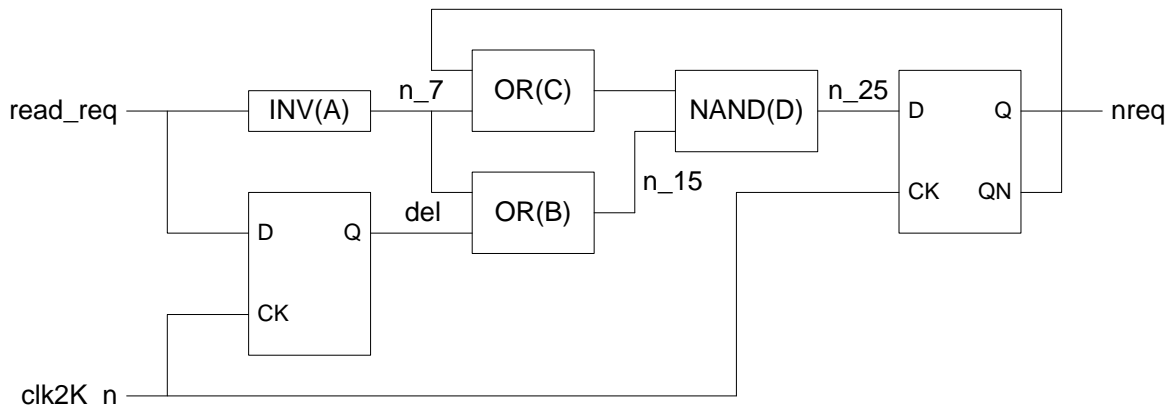 read_req
INV(A)
n_7
OR(C)
NAND(D)
n_25
D
Q
nreq
CK
QN
n_15
OR(B)
del
D
Q
CK
clk2K_n